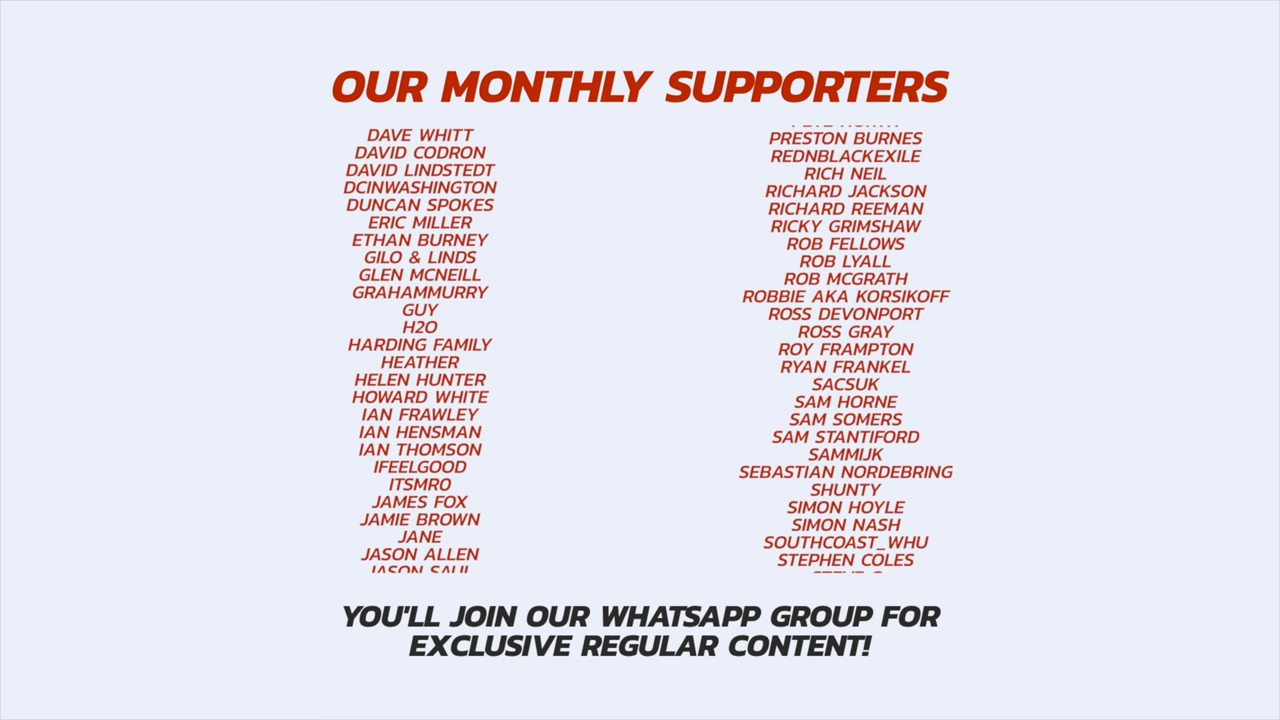 OUR MONTHLY SUPPORTERS
DAVE WHITT
DAVID CODRON
DAVID LINDSTEDT
DCINWASHINGTON
DUNCAN SPOKES
ERIC MILLER
ETHAN BURNEY
GILO & LINDS
GLEN MCNEILL
GRAHAMMURRY
GUY
H2O
HARDING FAMILY
HEATHER
HELEN HUNTER
HOWARD WHITE
IAN FRAWLEY
IAN HENSMAN
IAN THOMSON
IFEELGOOD
ITSMR0
JAMES FOX
JAMIE BROWN
JANE
JASON ALLEN
JASON SAUL
PRESTON BURNES
REDNBLACKEXILE
RICH NEIL
RICHARD JACKSON
RICHARD REEMAN
RICKY GRIMSHAW
ROB FELLOWS
ROB LYALL
ROB MCGRATH
ROBBIE AKA KORSIKOFF
ROSS DEVONPORT
ROSS GRAY
ROY FRAMPTON
RYAN FRANKEL
SACSUK
SAM HORNE
SAM SOMERS
SAM STANTIFORD
SAMMIJK
SEBASTIAN NORDEBRING
SHUNTY
SIMON HOYLE
SIMON NASH
SOUTHCOAST_WHU
STEPHEN COLES
YOU'LL JOIN OUR WHATSAPP GROUP FOR
EXCLUSIVE REGULAR CONTENT!